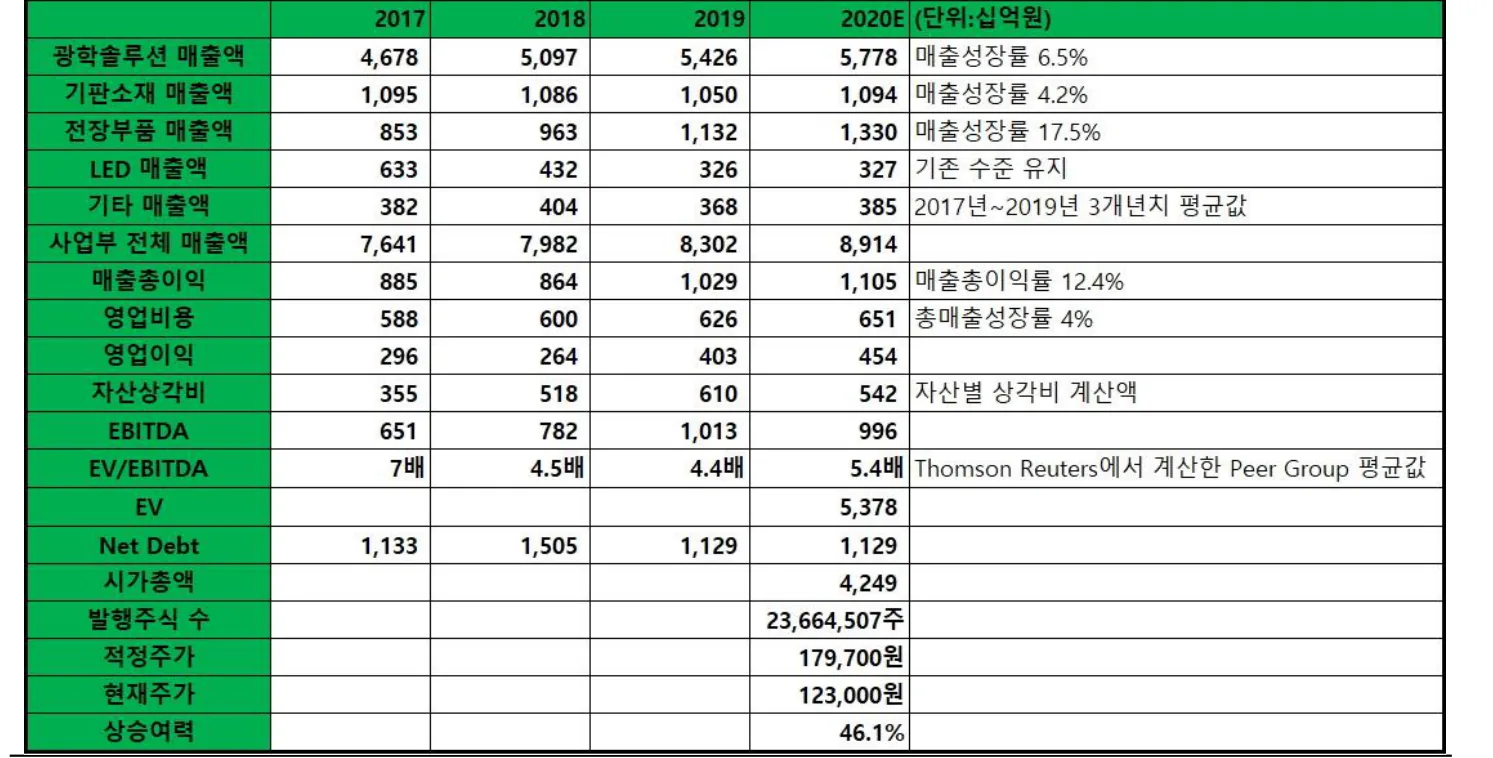 2017 2018 2019 2020E (단위:십억원)
광학솔루션 매출액 4,678 5,097 5,426 5,778 매출성장률 6.5%
기판소재 매출액 1,095 1,086 1,050 1,094 매출성장률 4.2%
전장부품 매출액 853 963 1,132 1,330 매출성장률 17.5%
LED 매출액 633 432 326 327 기존 수준 유지
기타 매출액 382 404 368 385 2017년~2019년 3개년치 평균값
사업부 전체 매출액 7,641 7,982 8,302 8,914
매출총이익 885 864 1,029 1,105 매출총이익률 12.4%
영업비용 588 600 626 651 총매출성장률 4%
영업이익 296 264 403 454
자산상각비 355 518 610 542 자산별 상각비 계산액
EBITDA 651 782 1,013 996
EV/EBITDA 7배 4.5배 4.4배 5.4배 Thomson Reuters에서 계산한 Peer Group 평균값
EV 5,378
Net Debt 1,133 1,505 1,129 1,129
시가총액 4,249
발행주식 수 23,664,507주
적정주가 179,700원
현재주가 123,000원
상승여력 46.1%